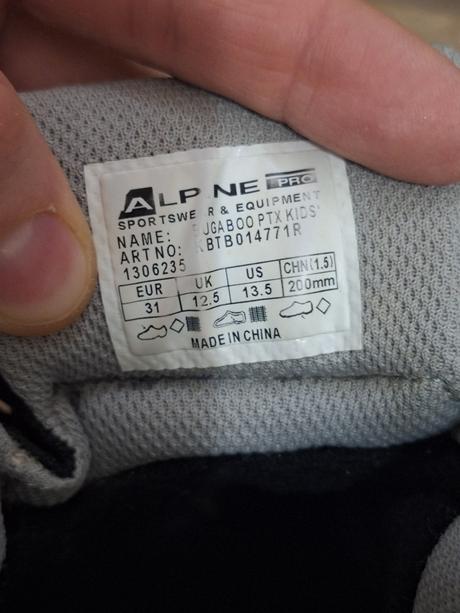 ALPINE PRO
SPORTSWEAR & EQUIPMENT
NAME: BUGABOO PTX KIDS'
ART NO: KBTB014771R
1306235
EUR UK US CHN(1.5)
31 12.5 13.5 200mm
MADE IN CHINA